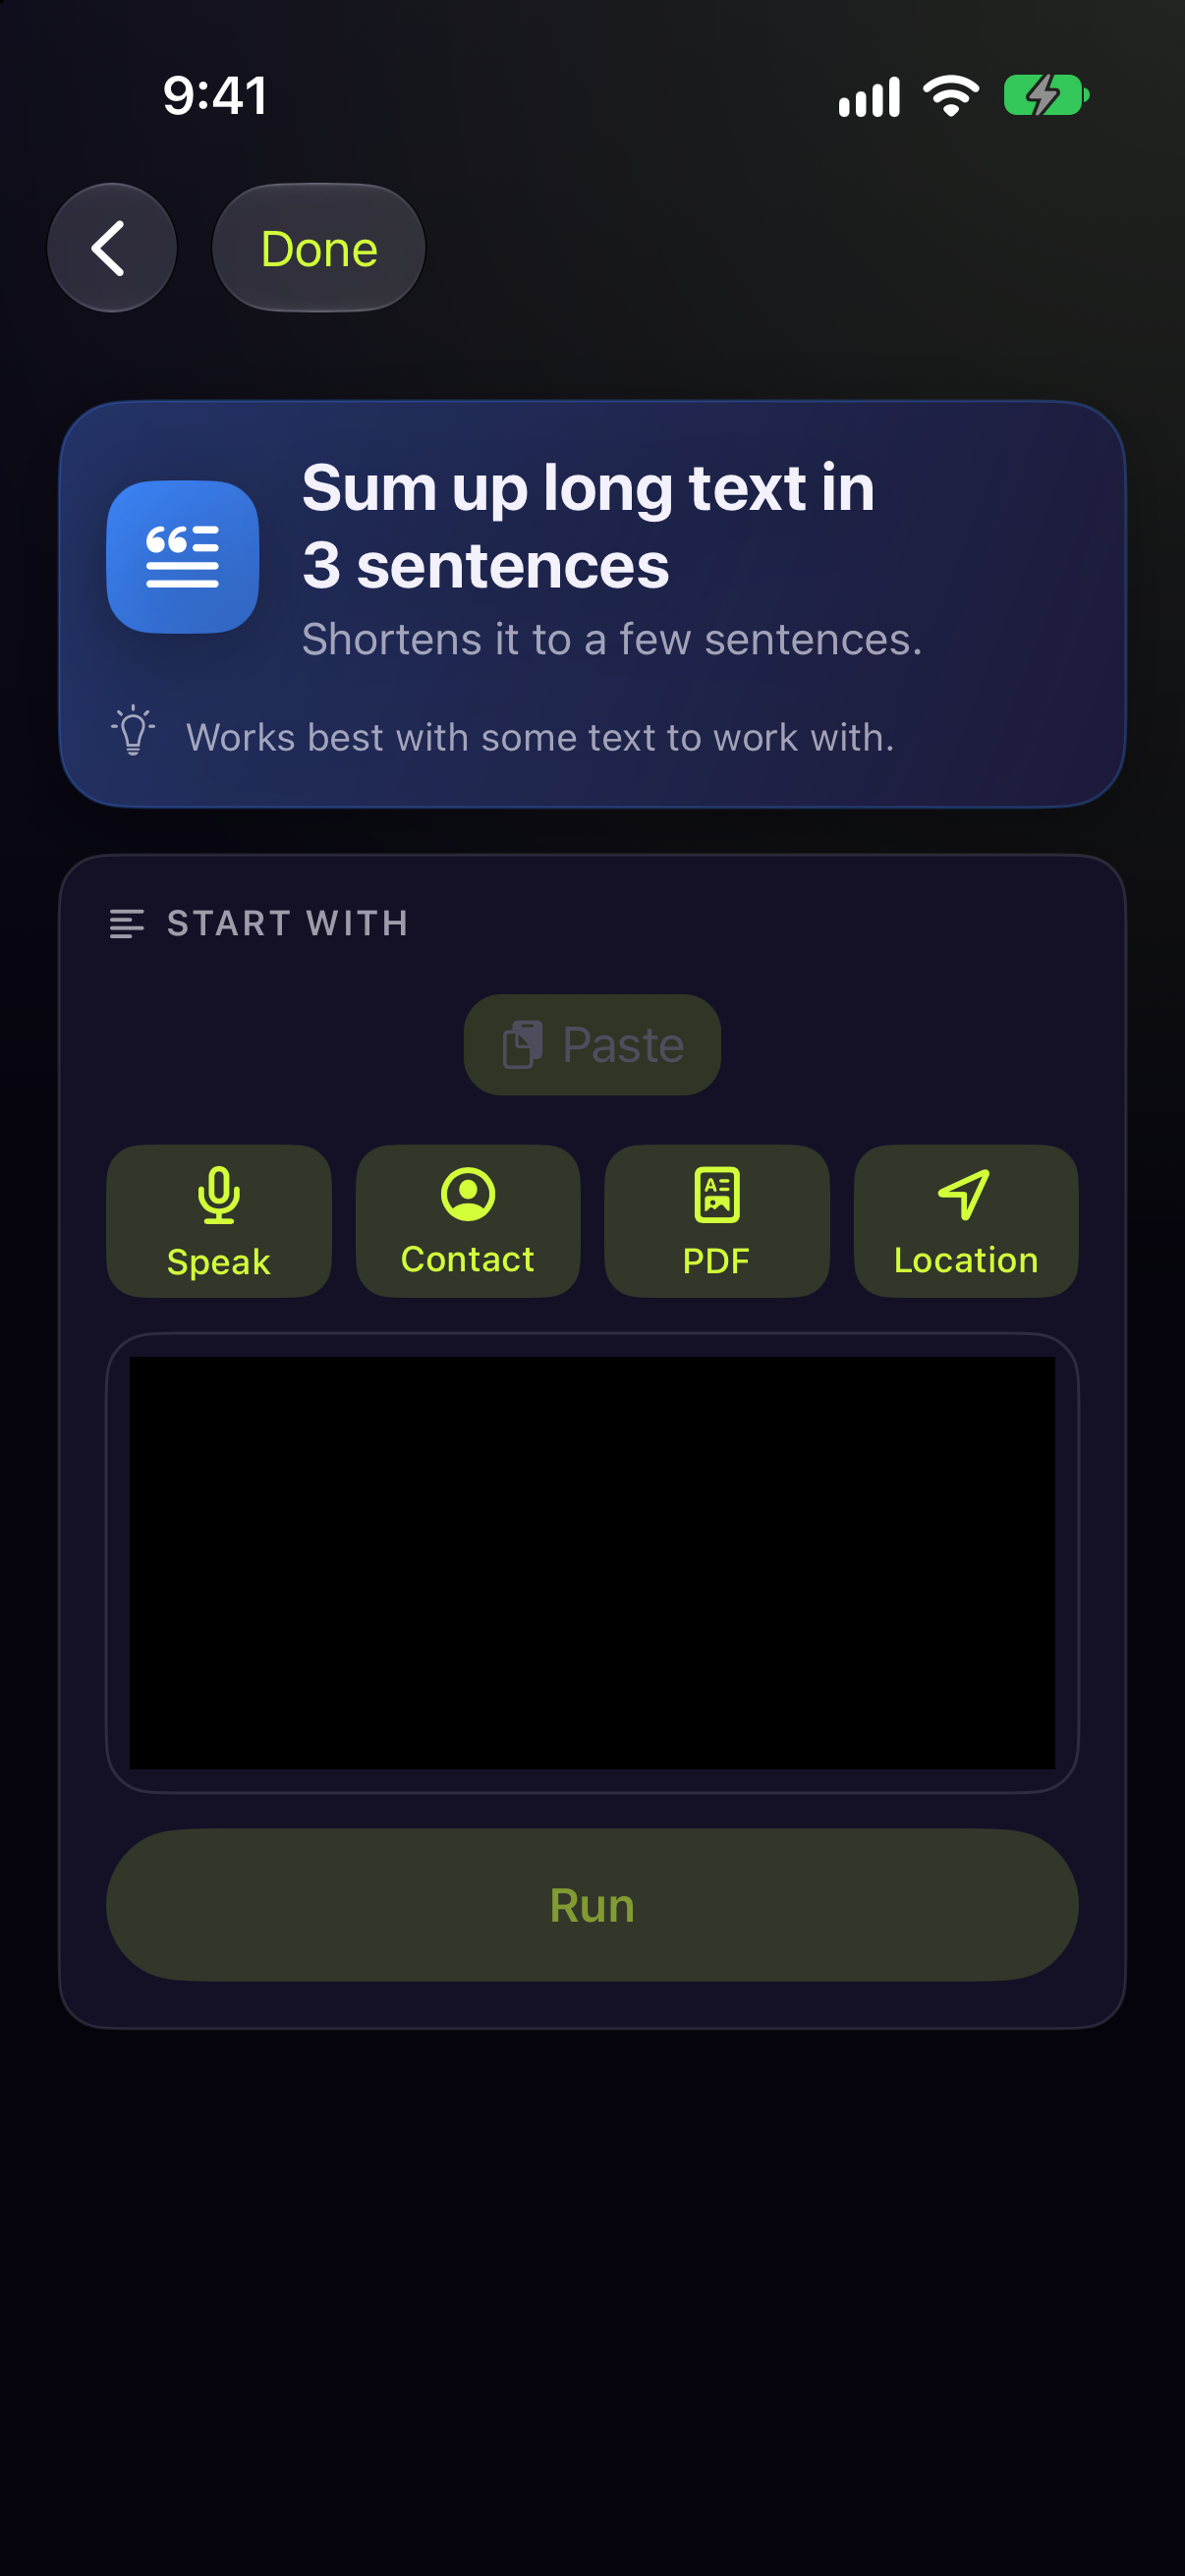 9:41
Done
Sum up long text in
3 sentences
Shortens it to a few sentences.
Works best with some text to work with.
START WITH
Paste
Speak
Contact
PDF
Location
Run